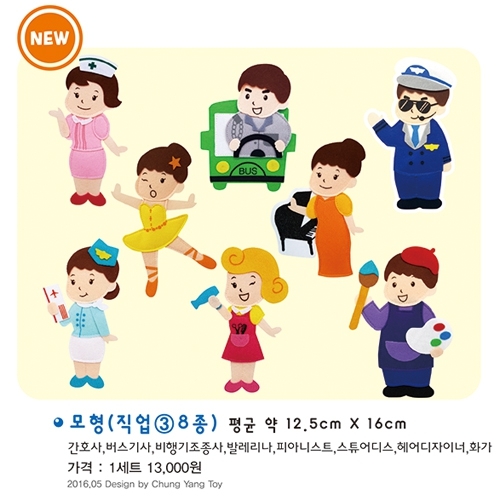 NEW
BUS
모형(직업③8종) 평균 약 12.5cm X 16cm
간호사,버스기사,비행기조종사,발레리나,피아니스트,스튜어디스,헤어디자이너,화가
가격 : 1세트 13,000원
2016,05 Design by Chung Yang Toy